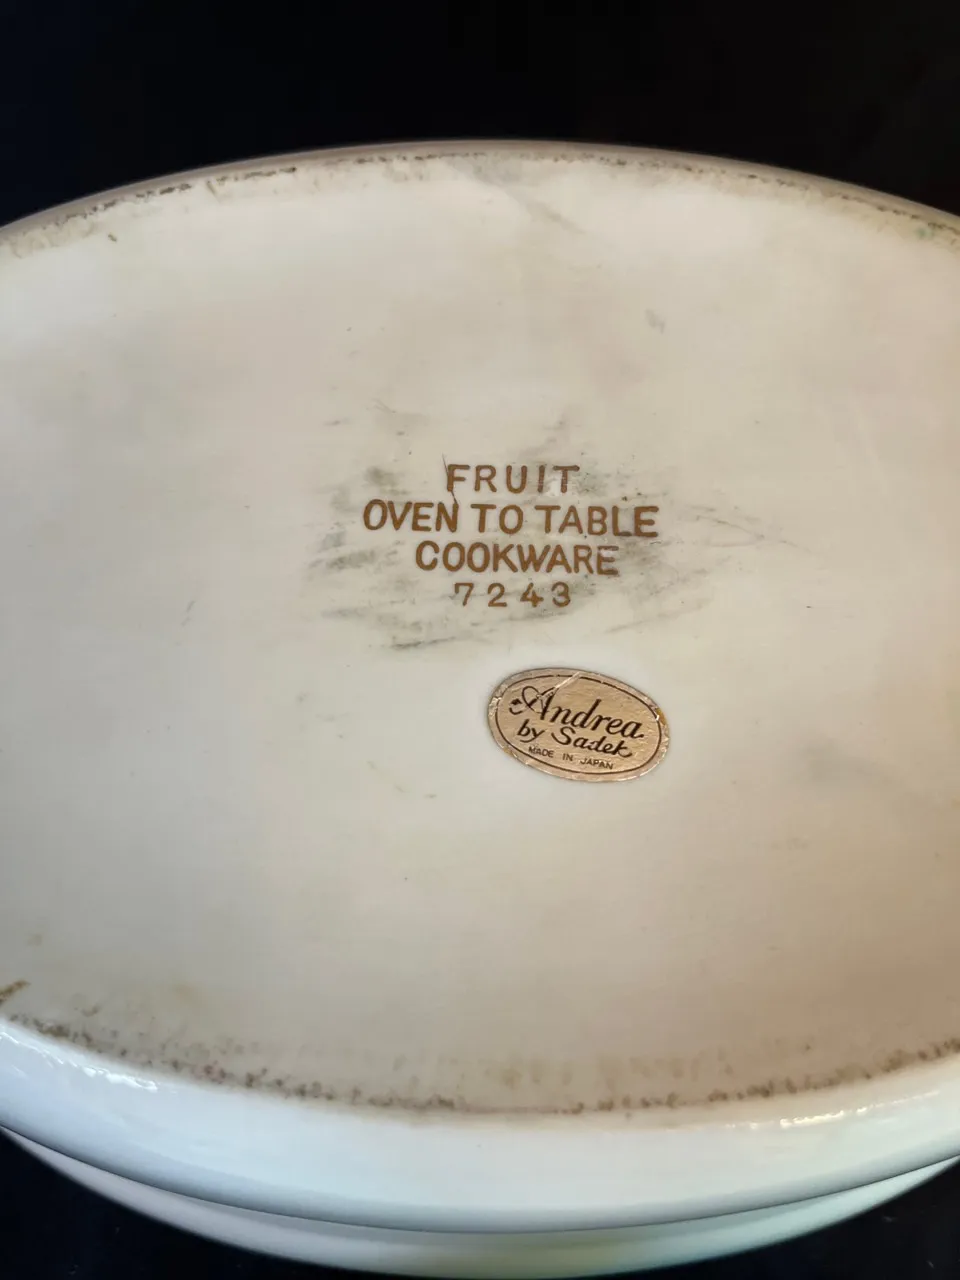 FRUIT
OVEN TO TABLE
COOKWARE
7243
Andrea
by Sadek
MADE IN JAPAN